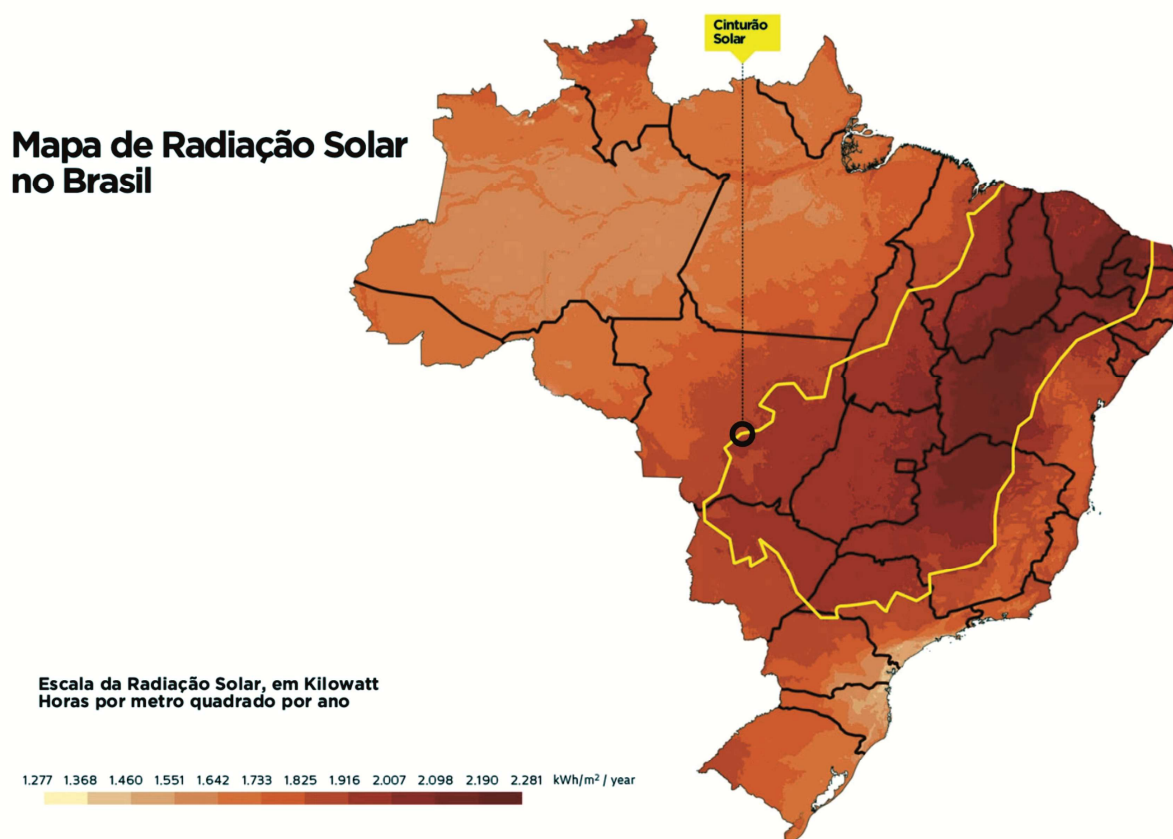 Cinturão
Solar
Mapa de Radiação Solar
no Brasil
Escala da Radiação Solar, em Kilowatt
Horas por metro quadrado por ano
1.277 1.368 1.460 1.551 1.642 1.733 1.825 1.916 2.007 2.098 2.190 2.281 kWh/m² / year